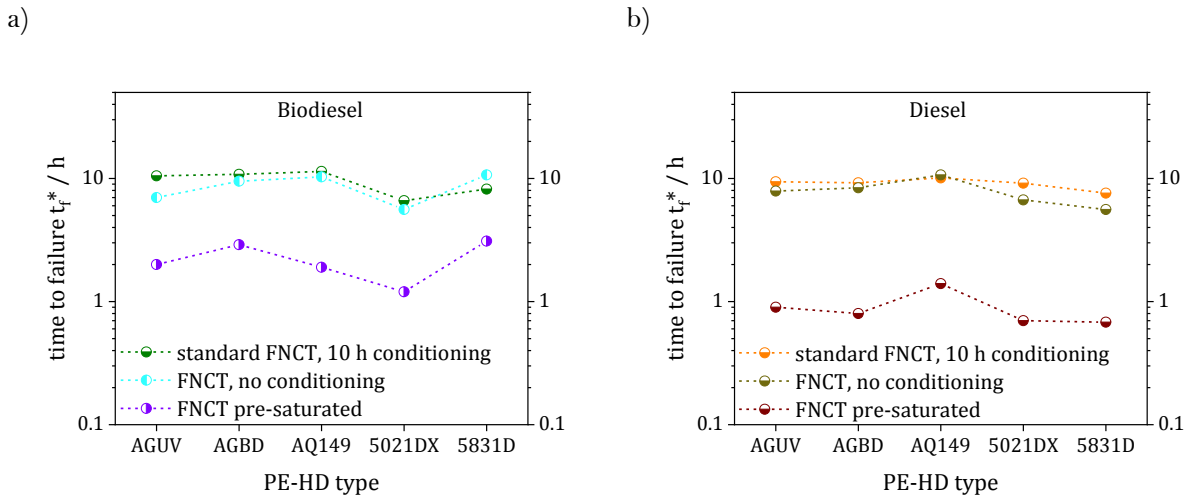 a)
Biodiesel
time to failure t_f* / h
10
1
0.1
10
1
0.1
standard FNCT, 10 h conditioning
FNCT, no conditioning
FNCT pre-saturated
AGUV AGBD AQ149 5021DX 5831D
PE-HD type
b)
Diesel
time to failure t_f* / h
10
1
0.1
10
1
0.1
standard FNCT, 10 h conditioning
FNCT, no conditioning
FNCT pre-saturated
AGUV AGBD AQ149 5021DX 5831D
PE-HD type